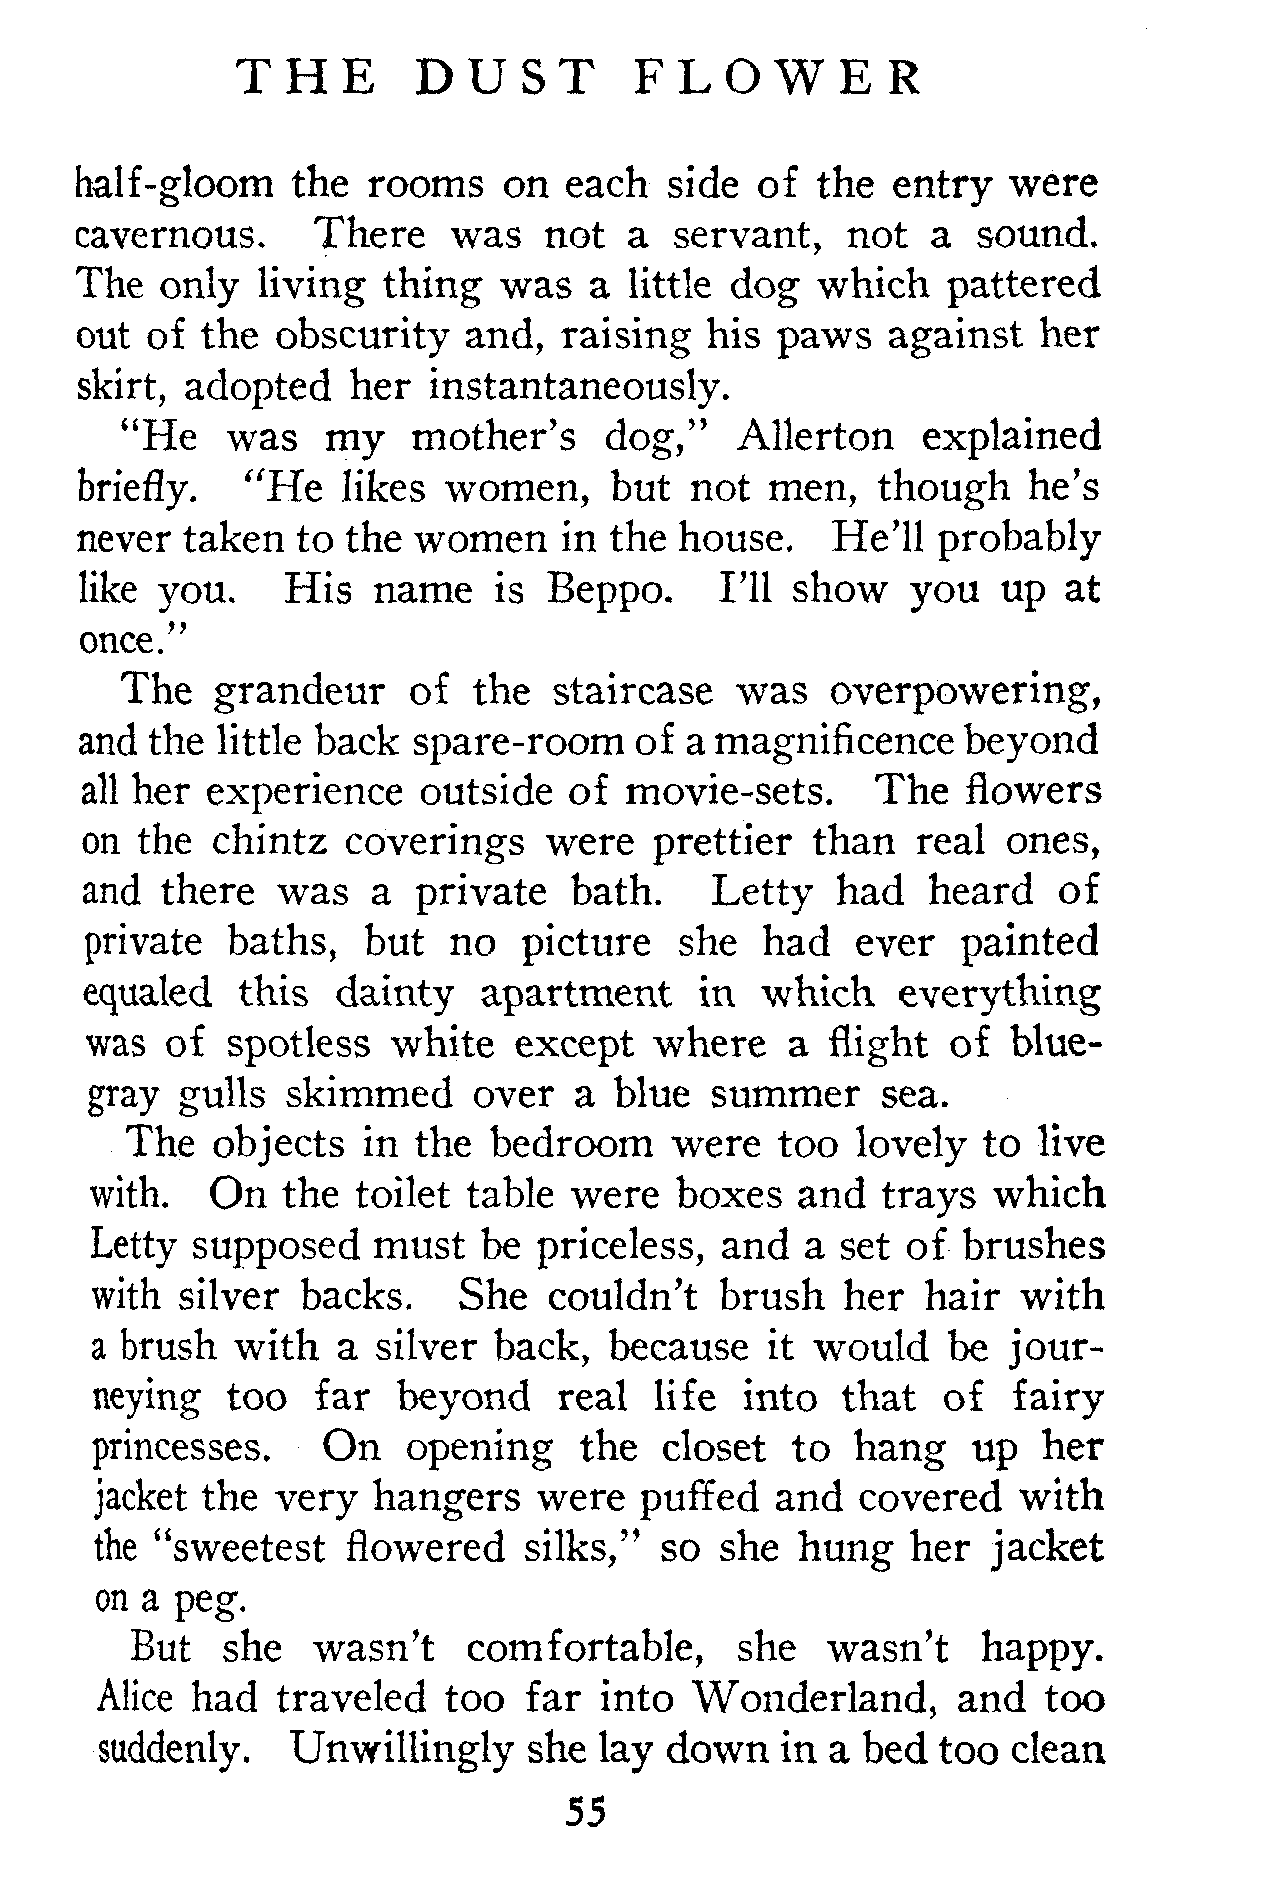 THE DUST FLOWER
half-gloom the rooms on each side of the entry were
cavernous. There was not a servant, not a sound.
The only living thing was a little dog which pattered
out of the obscurity and, raising his paws against her
skirt, adopted her instantaneously.
"He was my mother's dog," Allerton explained
briefly. "He likes women, but not men, though he's
never taken to the women in the house. He'll probably
like you. His name is Beppo. I'll show you up at
once."
The grandeur of the staircase was overpowering,
and the little back spare-room of a magnificence beyond
all her experience outside of movie-sets. The flowers
on the chintz coverings were prettier than real ones,
and there was a private bath. Letty had heard of
private baths, but no picture she had ever painted
equaled this dainty apartment in which everything
was of spotless white except where a flight of blue-
gray gulls skimmed over a blue summer sea.
The objects in the bedroom were too lovely to live
with. On the toilet table were boxes and trays which
Letty supposed must be priceless, and a set of brushes
with silver backs. She couldn't brush her hair with
a brush with a silver back, because it would be jour-
neying too far beyond real life into that of fairy
princesses. On opening the closet to hang up her
jacket the very hangers were puffed and covered with
the "sweetest flowered silks," so she hung her jacket
on a peg.
But she wasn't comfortable, she wasn't happy.
Alice had traveled too far into Wonderland, and too
suddenly. Unwillingly she lay down in a bed too clean
55